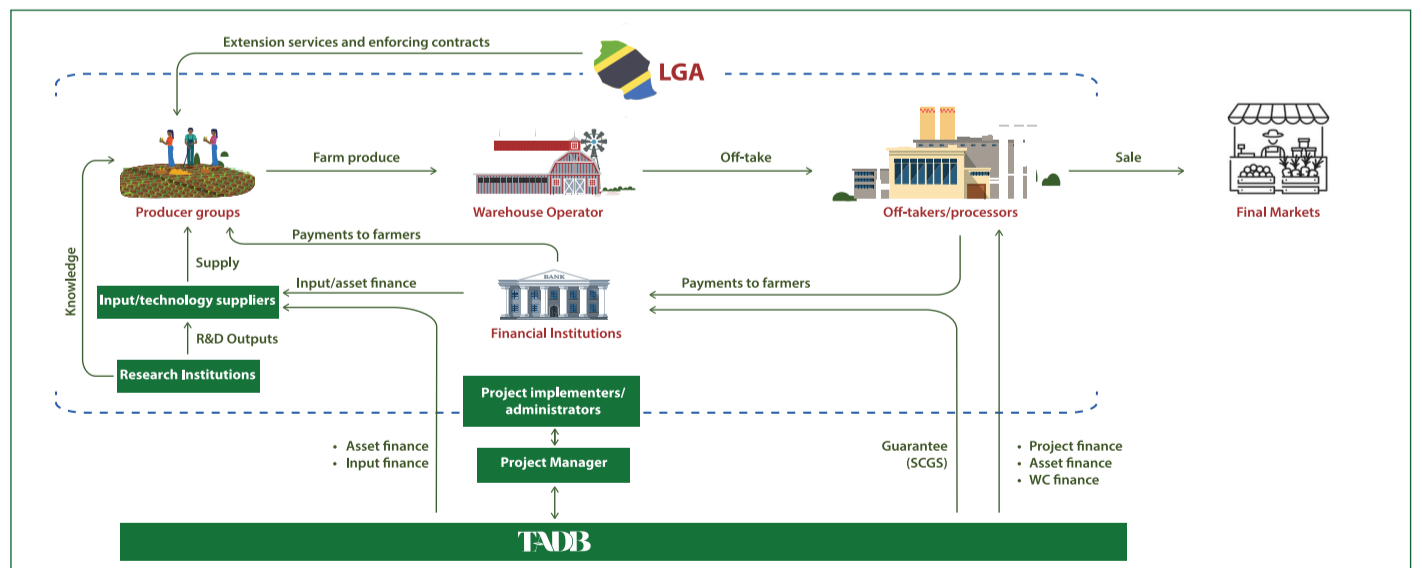 Extension services and enforcing contracts
LGA
Farm produce
Off-take
Sale
Producer groups
Warehouse Operator
Off-takers/processors
Final Markets
Knowledge
Payments to farmers
Supply
Input/asset finance
BANK
Payments to farmers
Input/technology suppliers
Financial Institutions
R&D Outputs
Research Institutions
Project implementers/
administrators
• Asset finance
• Input finance
Project Manager
Guarantee
(SCGS)
• Project finance
• Asset finance
• WC finance
TADB